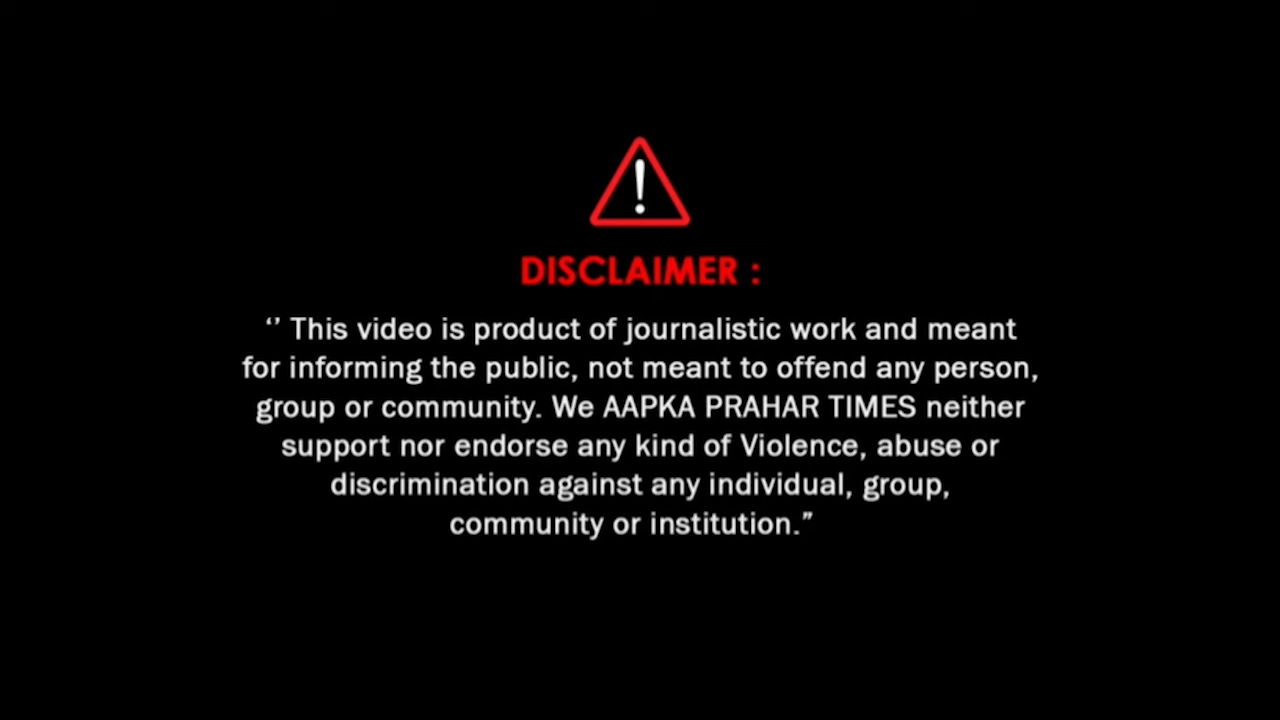 DISCLAIMER :
‘’ This video is product of journalistic work and meant
for informing the public, not meant to offend any person,
group or community. We AAPKA PRAHAR TIMES neither
support nor endorse any kind of Violence, abuse or
discrimination against any individual, group,
community or institution.”